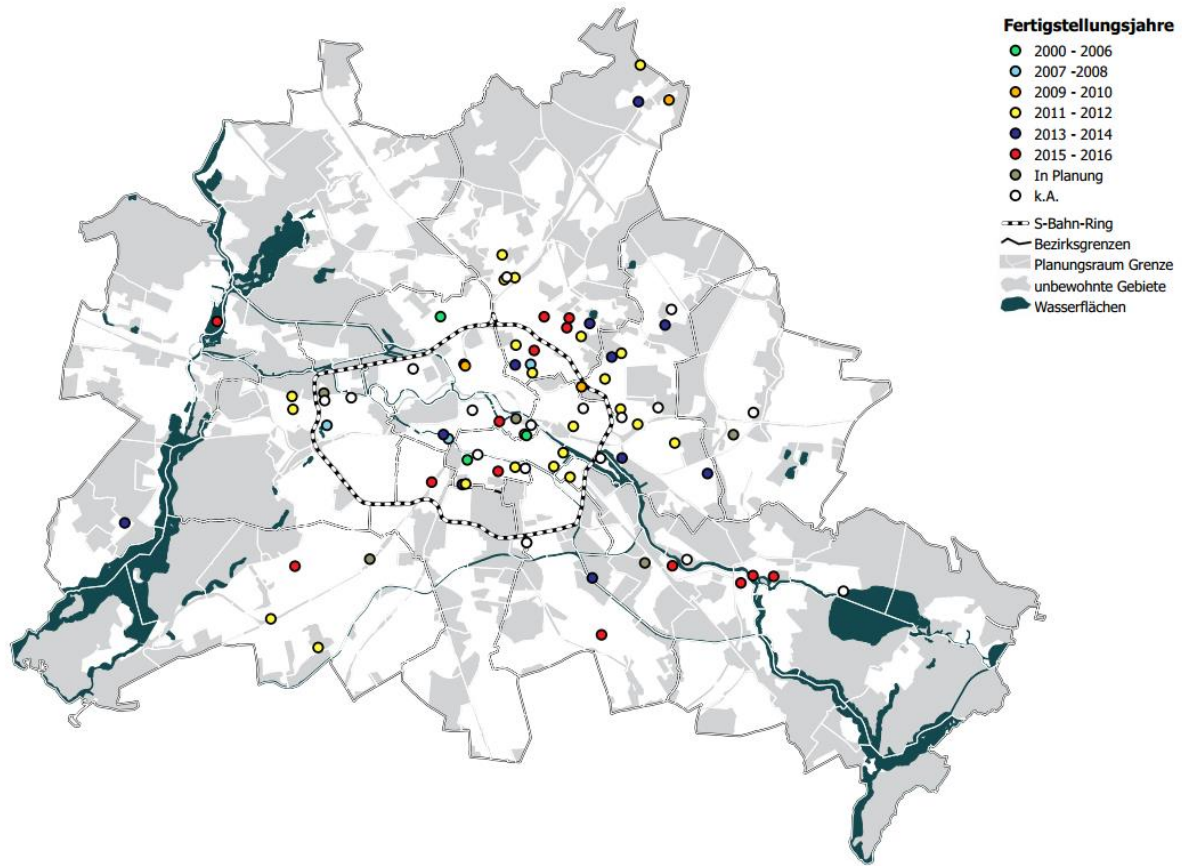 Fertigstellungsjahre
2000 - 2006
2007 -2008
2009 - 2010
2011 - 2012
2013 - 2014
2015 - 2016
In Planung
k.A.
S-Bahn-Ring
Bezirksgrenzen
Planungsraum Grenze
unbewohnte Gebiete
Wasserflächen